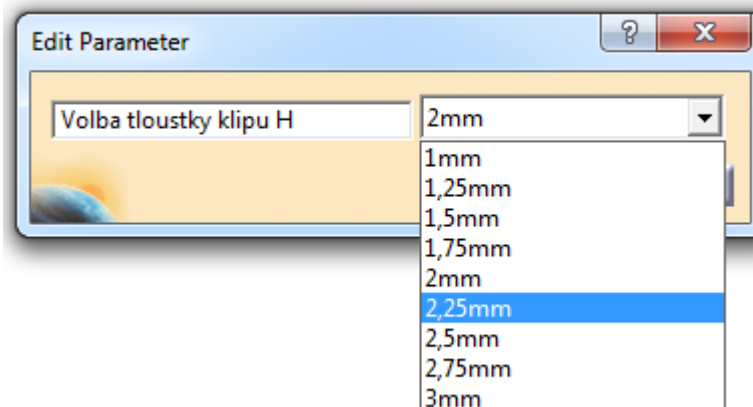 Edit Parameter
Volba tloustky klipu H
2mm
1mm
1,25mm
1,5mm
1,75mm
2mm
2,25mm
2,5mm
2,75mm
3mm